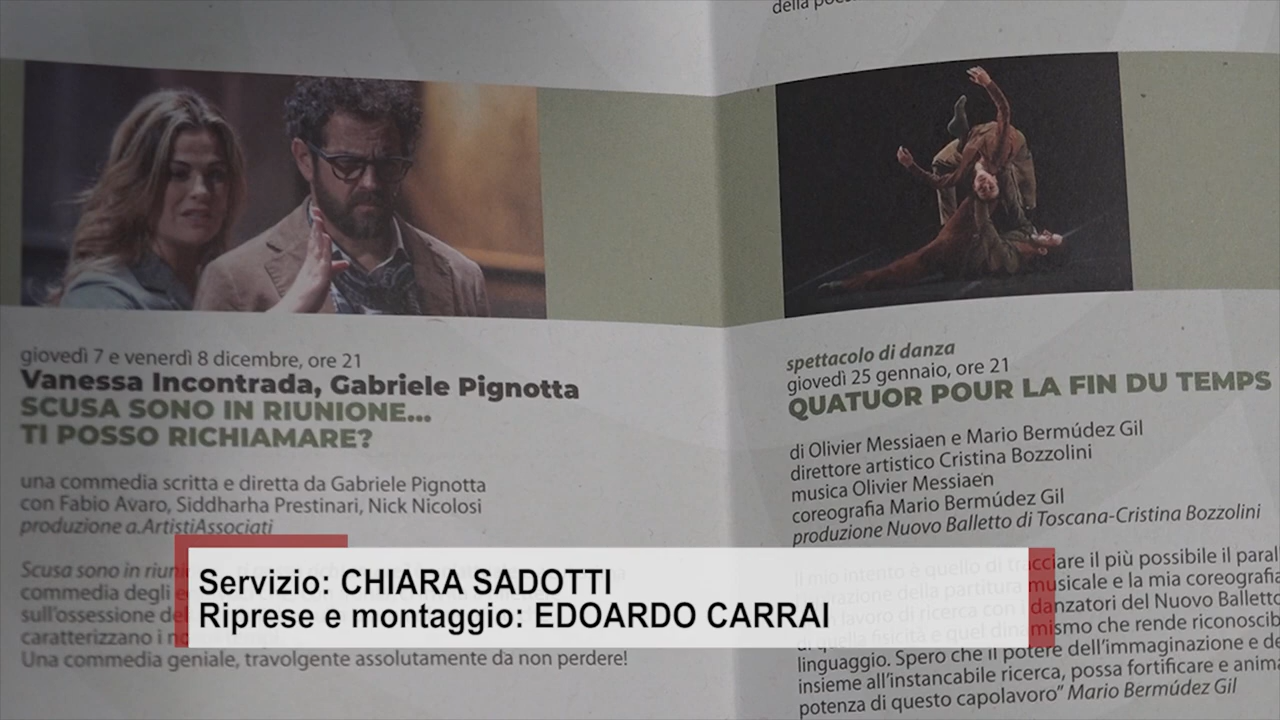 giovedì 7 e venerdì 8 dicembre, ore 21
Vanessa Incontrada, Gabriele Pignotta
SCUSA SONO IN RIUNIONE...
TI POSSO RICHIAMARE?
una commedia scritta e diretta da Gabriele Pignotta
con Fabio Avaro, Siddharha Prestinari, Nick Nicolosi
produzione a.ArtistiAssociati
Scusa sono in
commedia degli
sull'ossessione
caratterizzano i
Una commedia geniale, travolgente assolutamente da non perdere!
della
spettacolo di danza
giovedì 25 gennaio, ore 21
QUATUOR POUR LA FIN DU TEMPS
di Olivier Messiaen e Mario Bermúdez Gil
direttore artistico Cristina Bozzolini
musica Olivier Messiaen
coreografia Mario Bermúdez Gil
produzione Nuovo Balletto di Toscana-Cristina Bozzolini
Il mio intento è quello di tracciare il più possibile il
della partitura musicale e la mia coreografia
lavoro di ricerca con i danzatori del Nuovo Balletto
di quella fisicità e quel dinamismo che rende
linguaggio. Spero che il potere dell'immaginazione e
insieme all'instancabile ricerca, possa fortificare e
potenza di questo capolavoro" Mario Bermúdez Gil
Servizio: CHIARA SADOTTI
Riprese e montaggio: EDOARDO CARRAI